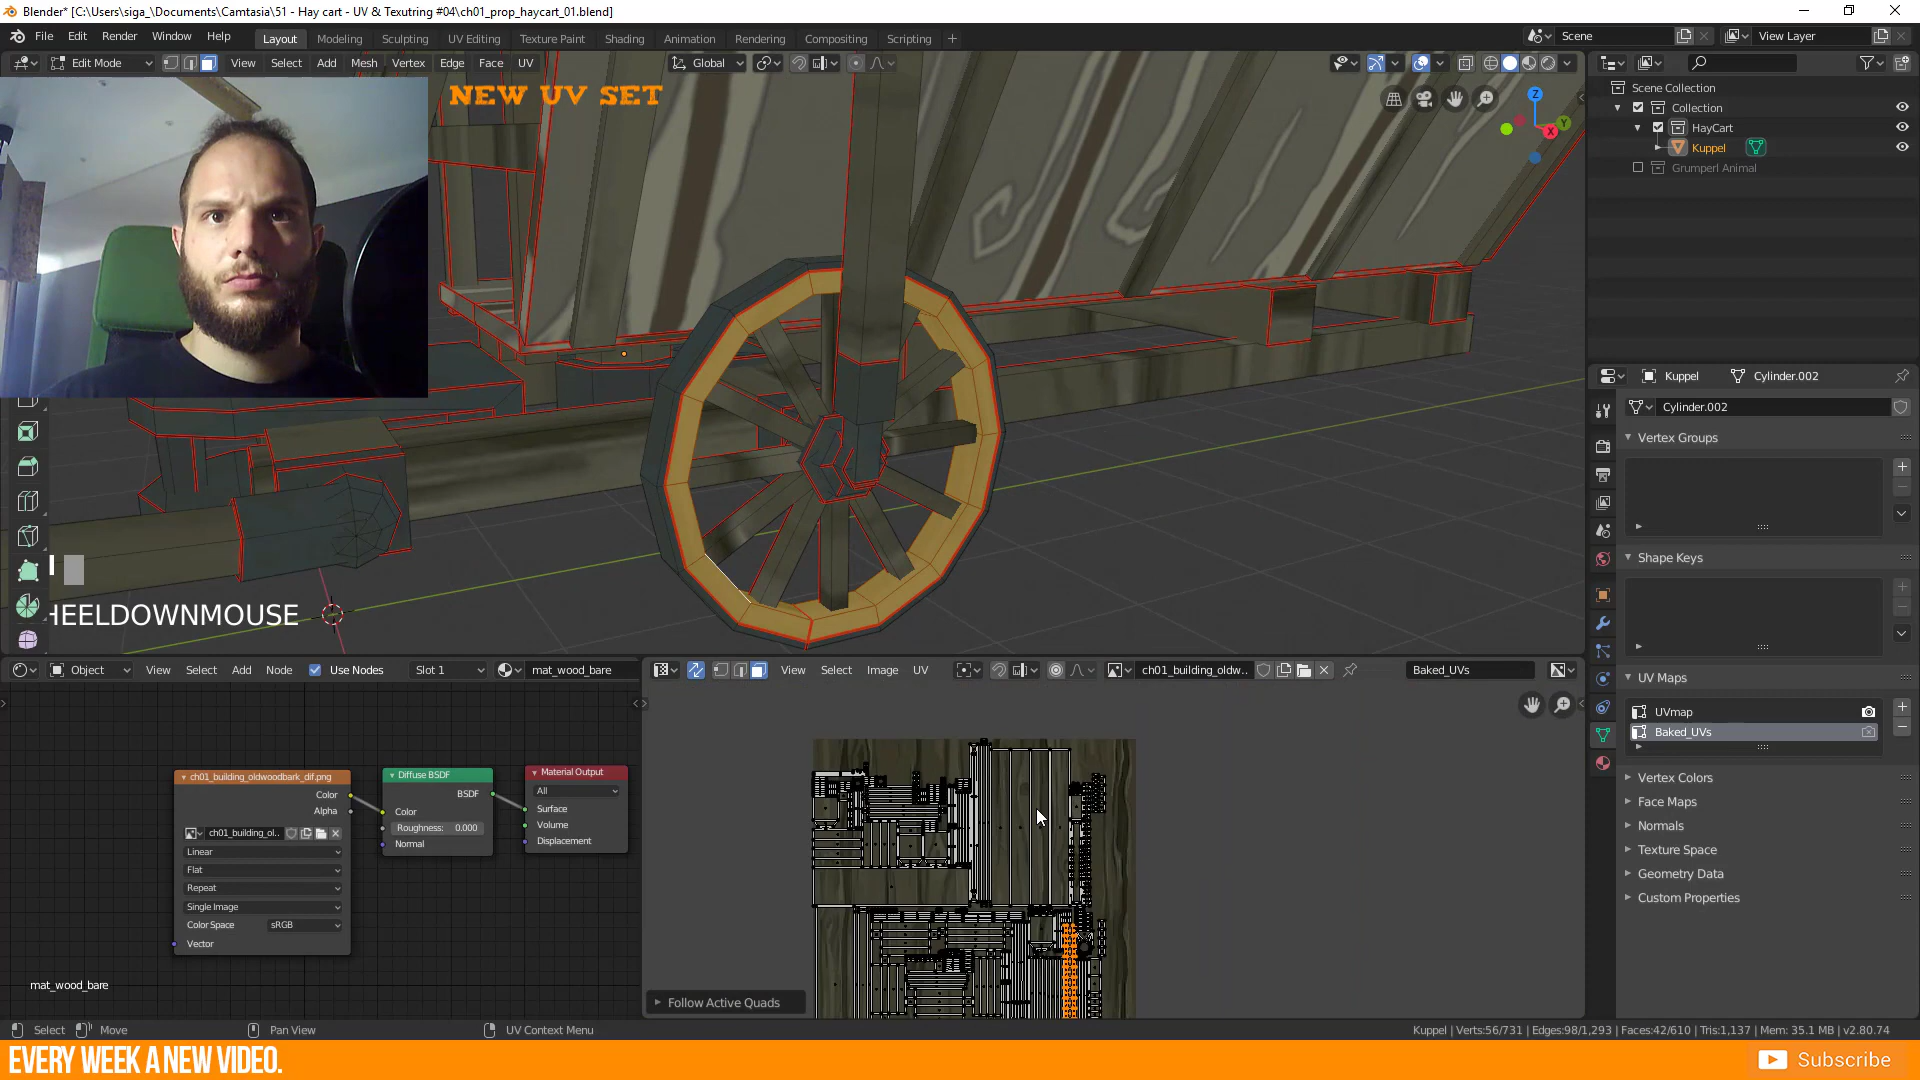 Blender* [C:\Users\siga_\Documents\Camtasia\51 - Hay cart - UV & Texutring #04\ch01_prop_haycart_01.blend]
File Edit Render Window Help
Layout Modeling Sculpting UV Editing Texture Paint Shading Animation Rendering Compositing Scripting
Scene
View Layer
Edit Mode View Select Add Mesh Vertex Edge Face UV
Global
NEW UV SET
Z
Y
X
Scene Collection
Collection
HayCart
Kuppel
Grumperl Animal
Kuppel Cylinder.002
Cylinder.002
Vertex Groups
Shape Keys
UV Maps
UVmap
Baked_UVs
Vertex Colors
Face Maps
Normals
Texture Space
Geometry Data
Custom Properties
HEELDOWNMOUSE
Object View Select Add Node Use Nodes Slot 1 mat_wood_bare
ch01_building_oldwoodbark_dif.png
Color
Alpha
ch01_building_ol..
Linear
Flat
Repeat
Single Image
Color Space sRGB
Vector
Diffuse BSDF
BSDF
Color
Roughness: 0.000
Normal
Material Output
All
Surface
Volume
Displacement
mat_wood_bare
View Select Image UV ch01_building_oldw.. Baked_UVs
Follow Active Quads
Select Move Pan View UV Context Menu
Kuppel | Verts:56/731 | Edges:98/1,293 | Faces:42/610 | Tris:1,137 | Mem: 35.1 MB | v2.80.74
EVERY WEEK A NEW VIDEO.
Subscribe